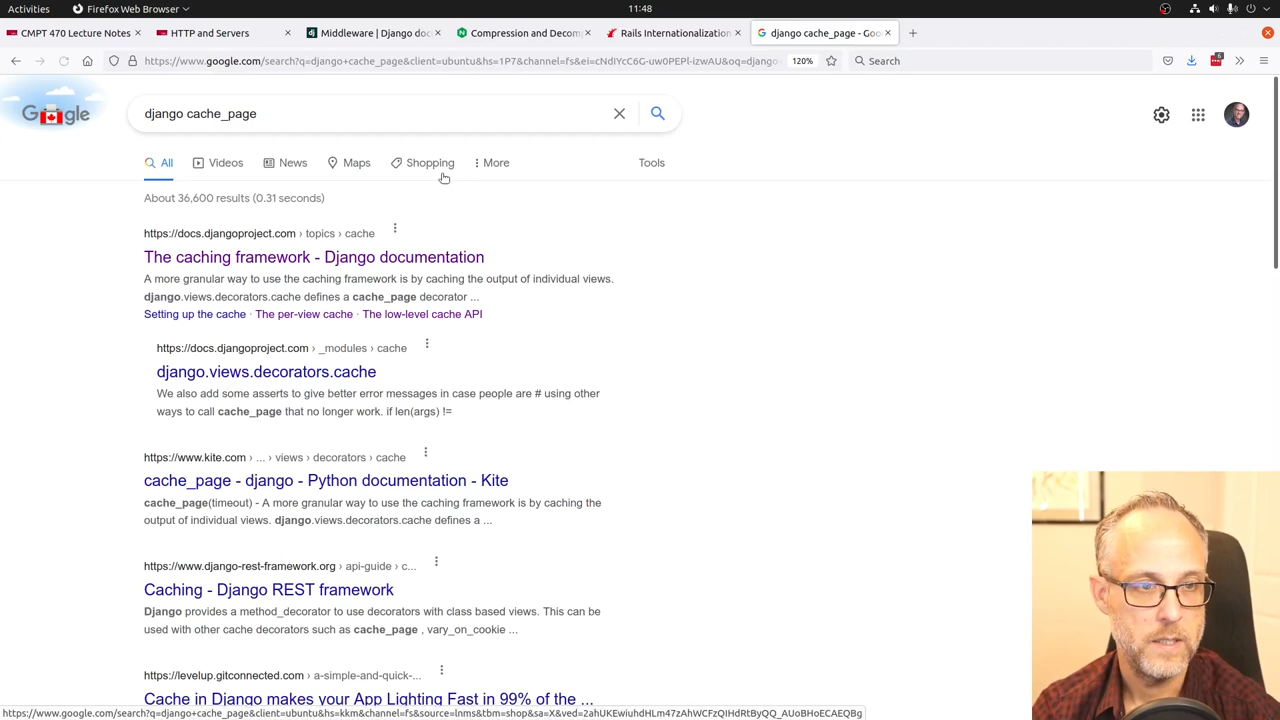 Activities
Firefox Web Browser
11:48
CMPT 470 Lecture Notes
HTTP and Servers
Middleware | Django doc
Compression and Decomp
Rails Internationalization
django cache_page - Goo
https://www.google.com/search?q=django+cache_page&client=ubuntu&hs=1P7&channel=fs&ei=cNdIYcC6G-uw0PEPl-izwAU&oq=django
120%
Search
Google
django cache_page
All
Videos
News
Maps
Shopping
More
Tools
About 36,600 results (0.31 seconds)
https://docs.djangoproject.com › topics › cache
The caching framework - Django documentation
A more granular way to use the caching framework is by caching the output of individual views.
django.views.decorators.cache defines a cache_page decorator ...
Setting up the cache · The per-view cache · The low-level cache API
https://docs.djangoproject.com › _modules › cache
django.views.decorators.cache
We also add some asserts to give better error messages in case people are # using other
ways to call cache_page that no longer work. if len(args) !=
https://www.kite.com › ... › views › decorators › cache
cache_page - django - Python documentation - Kite
cache_page(timeout) - A more granular way to use the caching framework is by caching the
output of individual views. django.views.decorators.cache defines a ...
https://www.django-rest-framework.org › api-guide › c...
Caching - Django REST framework
Django provides a method_decorator to use decorators with class based views. This can be
used with other cache decorators such as cache_page , vary_on_cookie ...
https://levelup.gitconnected.com › a-simple-and-quick-...
Cache in Django makes your App Lighting Fast in 99% of the ...
https://www.google.com/search?q=django+cache_page&client=ubuntu&hs=kkm&channel=fs&source=lnms&tbm=shop&sa=X&ved=2ahUKEwiuhdHLm47zAhWCFzQIHdRtByQQ_AUoBHoECAEQBg